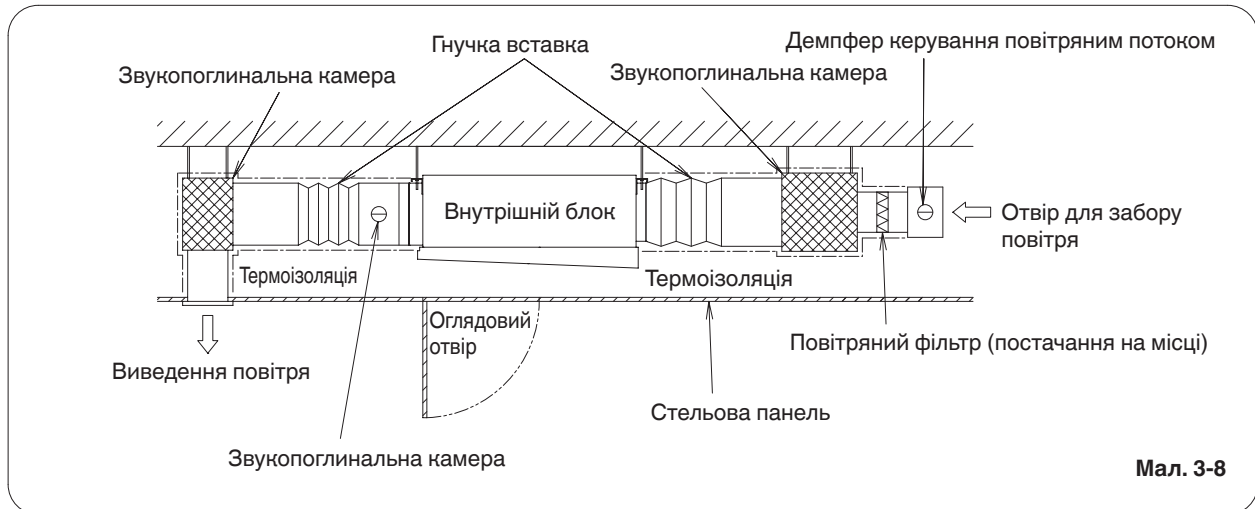 Гнучка вставка
Демпфер керування повітряним потоком
Звукопоглинальна камера
Звукопоглинальна камера
Внутрішній блок
Отвір для забору
повітря
Термоізоляція
Термоізоляція
Оглядовий
отвір
Повітряний фільтр (постачання на місці)
Виведення повітря
Стельова панель
Звукопоглинальна камера
Мал. 3-8